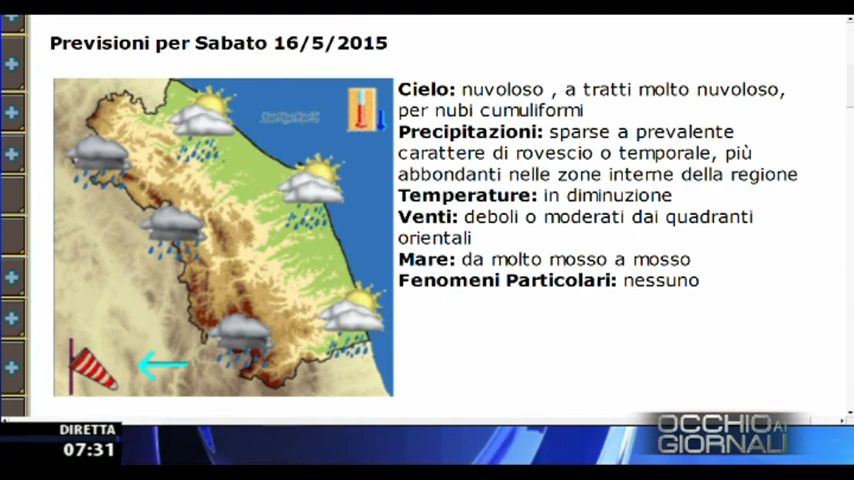 Previsioni per Sabato 16/5/2015
Cielo: nuvoloso , a tratti molto nuvoloso,
per nubi cumuliformi
Precipitazioni: sparse a prevalente
carattere di rovescio o temporale, più
abbondanti nelle zone interne della regione
Temperature: in diminuzione
Venti: deboli o moderati dai quadranti
orientali
Mare: da molto mosso a mosso
Fenomeni Particolari: nessuno
DIRETTA
07:31
OCCHIO AI
GIORNALI